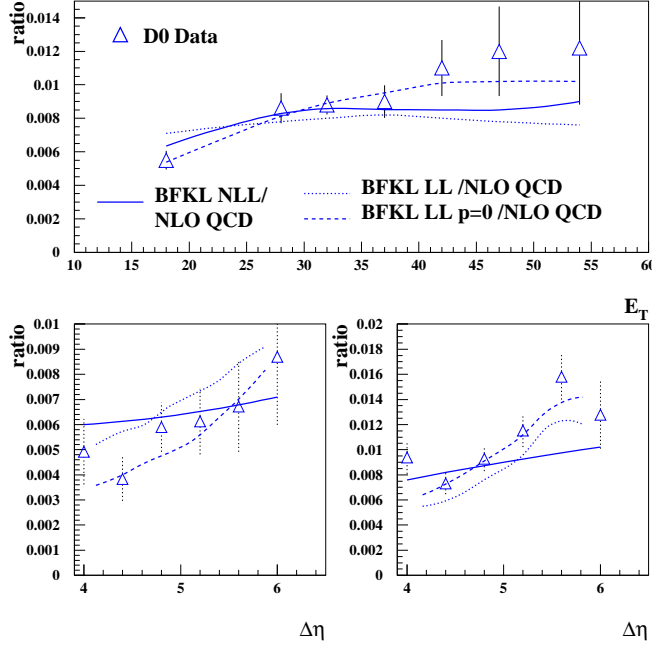 ratio
0.014
0.012
0.01
0.008
0.006
0.004
0.002
0
D0 Data
BFKL NLL/
NLO QCD
BFKL LL /NLO QCD
BFKL LL p=0 /NLO QCD
10 15 20 25 30 35 40 45 50 55 60
E_T
ratio
0.01
0.009
0.008
0.007
0.006
0.005
0.004
0.003
0.002
0.001
0
4 5 6
Δη
ratio
0.02
0.018
0.016
0.014
0.012
0.01
0.008
0.006
0.004
0.002
0
4 5 6
Δη